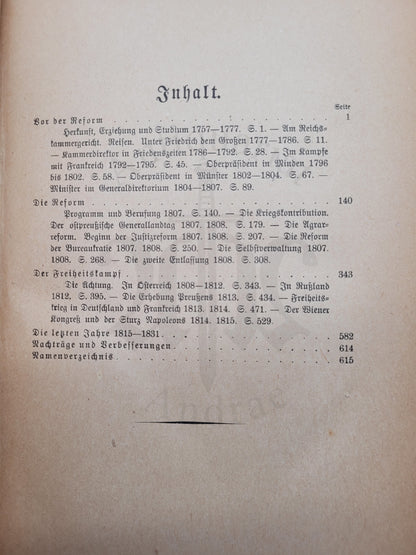 Inhalt.
Seite
Vor der Reform . . . . . . . . . . . . . . . . . . . . . 1
Herkunft, Erziehung und Studium 1757—1777. S. 1. — Am Reichs-
kammergericht. Reisen. Unter Friedrich dem Großen 1777—1786. S 11.
— Kammerdirektor in Friedenszeiten 1786—1792. S. 28. — Im Kampfe
mit Frankreich 1792—1795. S. 45. — Oberpräsident in Minden 1796
bis 1802. S. 58. — Oberpräsident in Münster 1802—1804. S. 67. —
Minister im Generaldirektorium 1804—1807. S. 89.
Die Reform . . . . . . . . . . . . . . . . . . . . . . 140
Programm und Berufung 1807. S. 140. — Die Kriegskontribution.
Der ostpreußische Generallandtag 1807. 1808. S. 179. — Die Agrar-
reform. Beginn der Justizreform 1807. 1808. S. 207. — Die Reform
der Bureaukratie 1807. 1808. S. 250. — Die Selbstverwaltung 1807.
1808. S. 268. — Die zweite Entlassung 1808. S. 308.
Der Freiheitskampf . . . . . . . . . . . . . . . . . . . 343
Die Ächtung. In Österreich 1808—1812. S. 343. — In Rußland
1812. S. 395. — Die Erhebung Preußens 1813. S. 434. — Freiheits-
krieg in Deutschland und Frankreich 1813. 1814. S. 471. — Der Wiener
Kongreß und der Sturz Napoleons 1814. 1815. S. 529.
Die letzten Jahre 1815—1831 . . . . . . . . . . . . . . . 582
Nachträge und Verbesserungen . . . . . . . . . . . . . . . 614
Namenverzeichnis . . . . . . . . . . . . . . . . . . . . 615
Andrae